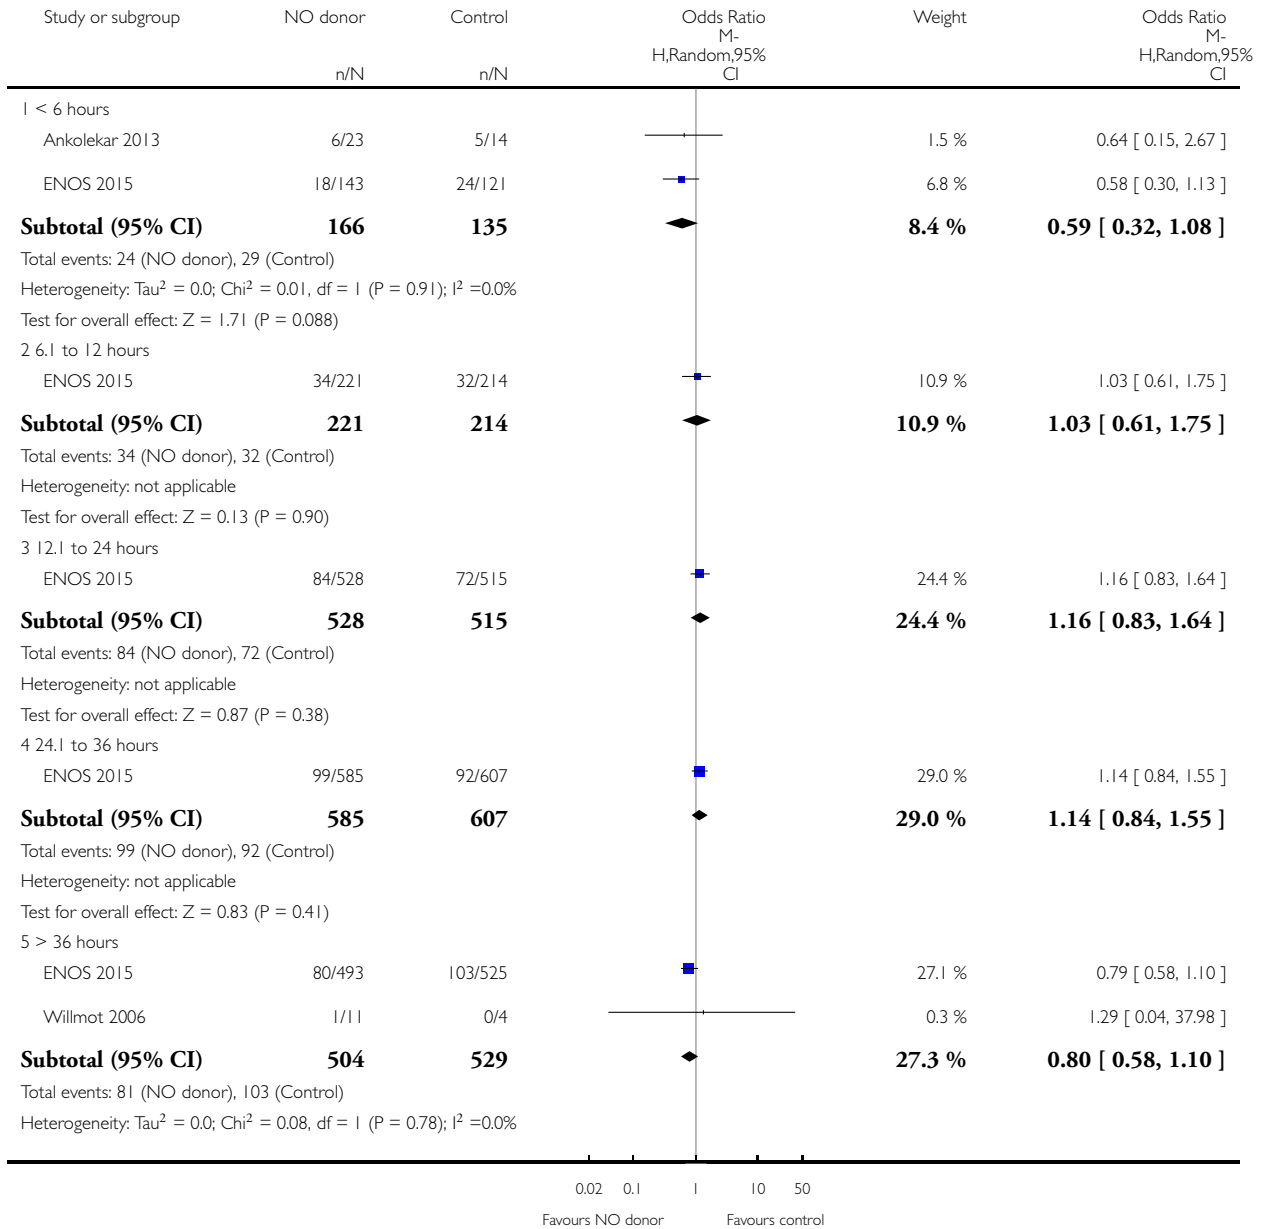 Study or subgroup NO donor Control Odds Ratio Weight Odds Ratio
M- M-
H,Random,95% H,Random,95%
n/N n/N CI CI
1 < 6 hours
Ankolekar 2013 6/23 5/14 1.5 % 0.64 [ 0.15, 2.67 ]
ENOS 2015 18/143 24/121 6.8 % 0.58 [ 0.30, 1.13 ]
Subtotal (95% CI) 166 135 8.4 % 0.59 [ 0.32, 1.08 ]
Total events: 24 (NO donor), 29 (Control)
Heterogeneity: Tau² = 0.0; Chi² = 0.01, df = 1 (P = 0.91); I² =0.0%
Test for overall effect: Z = 1.71 (P = 0.088)
2 6.1 to 12 hours
ENOS 2015 34/221 32/214 10.9 % 1.03 [ 0.61, 1.75 ]
Subtotal (95% CI) 221 214 10.9 % 1.03 [ 0.61, 1.75 ]
Total events: 34 (NO donor), 32 (Control)
Heterogeneity: not applicable
Test for overall effect: Z = 0.13 (P = 0.90)
3 12.1 to 24 hours
ENOS 2015 84/528 72/515 24.4 % 1.16 [ 0.83, 1.64 ]
Subtotal (95% CI) 528 515 24.4 % 1.16 [ 0.83, 1.64 ]
Total events: 84 (NO donor), 72 (Control)
Heterogeneity: not applicable
Test for overall effect: Z = 0.87 (P = 0.38)
4 24.1 to 36 hours
ENOS 2015 99/585 92/607 29.0 % 1.14 [ 0.84, 1.55 ]
Subtotal (95% CI) 585 607 29.0 % 1.14 [ 0.84, 1.55 ]
Total events: 99 (NO donor), 92 (Control)
Heterogeneity: not applicable
Test for overall effect: Z = 0.83 (P = 0.41)
5 > 36 hours
ENOS 2015 80/493 103/525 27.1 % 0.79 [ 0.58, 1.10 ]
Willmot 2006 1/11 0/4 0.3 % 1.29 [ 0.04, 37.98 ]
Subtotal (95% CI) 504 529 27.3 % 0.80 [ 0.58, 1.10 ]
Total events: 81 (NO donor), 103 (Control)
Heterogeneity: Tau² = 0.0; Chi² = 0.08, df = 1 (P = 0.78); I² =0.0%
0.02 0.1 1 10 50
Favours NO donor Favours control